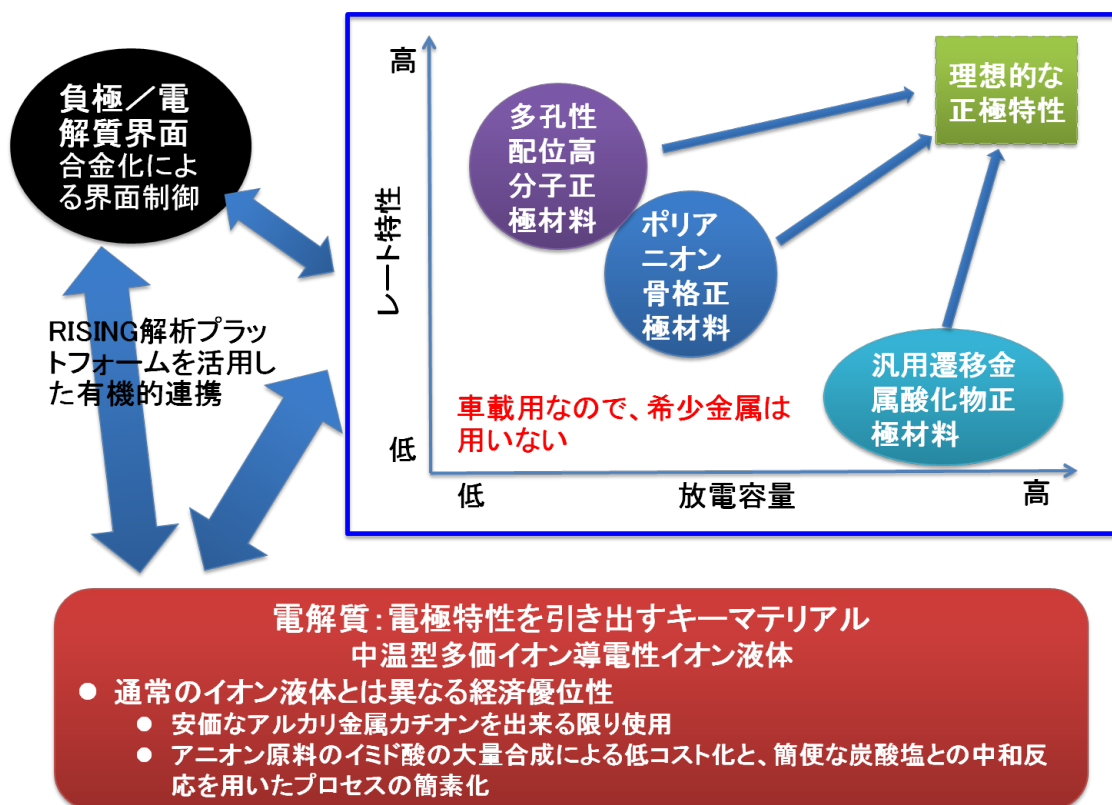 負極／電
解質界面
合金化によ
る界面制御
RISING解析プラッ
トフォームを活用し
た有機的連携
高
レート特性
低
低
放電容量
高
多孔性
配位高
分子正
極材料
ポリア
ニオン
骨格正
極材料
理想的な
正極特性
汎用遷移金
属酸化物正
極材料
車載用なので、希少金属は
用いない
電解質：電極特性を引き出すキーマテリアル
中温型多価イオン導電性イオン液体
● 通常のイオン液体とは異なる経済優位性
● 安価なアルカリ金属カチオンを出来る限り使用
● アニオン原料のイミド酸の大量合成による低コスト化と、簡便な炭酸塩との中和反
応を用いたプロセスの簡素化